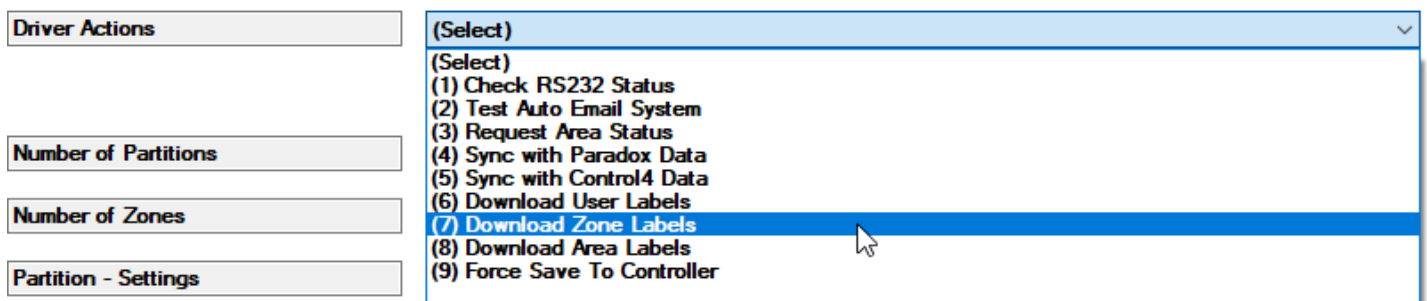 Driver Actions
(Select)
(Select)
(1) Check RS232 Status
(2) Test Auto Email System
(3) Request Area Status
(4) Sync with Paradox Data
(5) Sync with Control4 Data
(6) Download User Labels
(7) Download Zone Labels
(8) Download Area Labels
(9) Force Save To Controller
Number of Partitions
Number of Zones
Partition - Settings